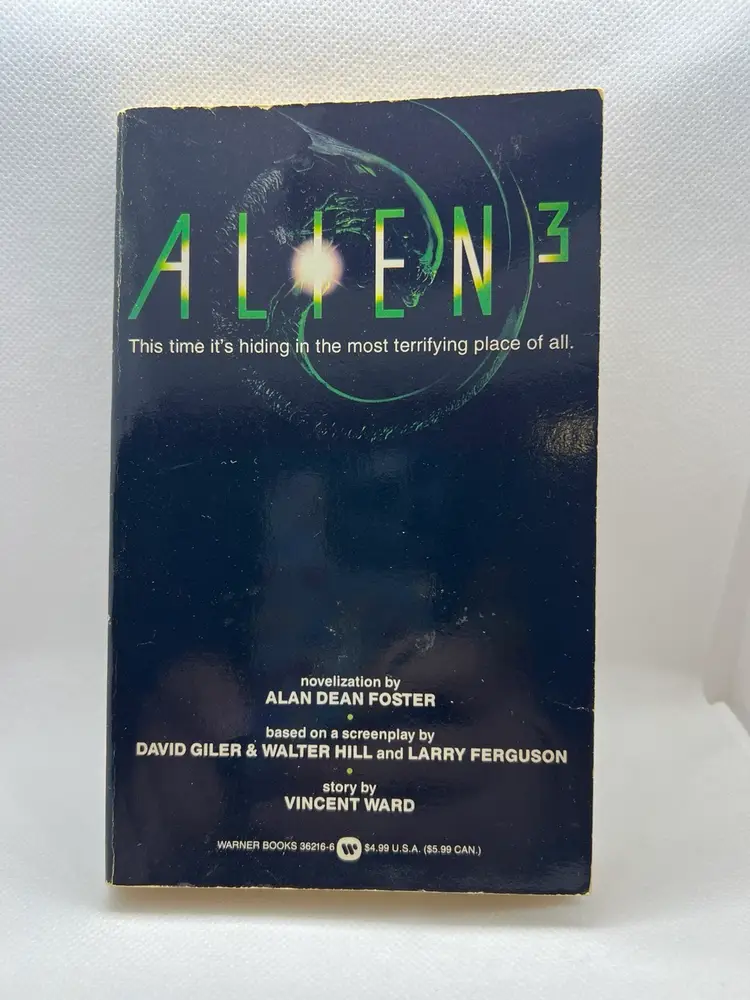 ALIEN³
This time it's hiding in the most terrifying place of all.
novelization by
ALAN DEAN FOSTER
based on a screenplay by
DAVID GILER & WALTER HILL and LARRY FERGUSON
story by
VINCENT WARD
WARNER BOOKS 36216-6 W $4.99 U.S.A. ($5.99 CAN.)